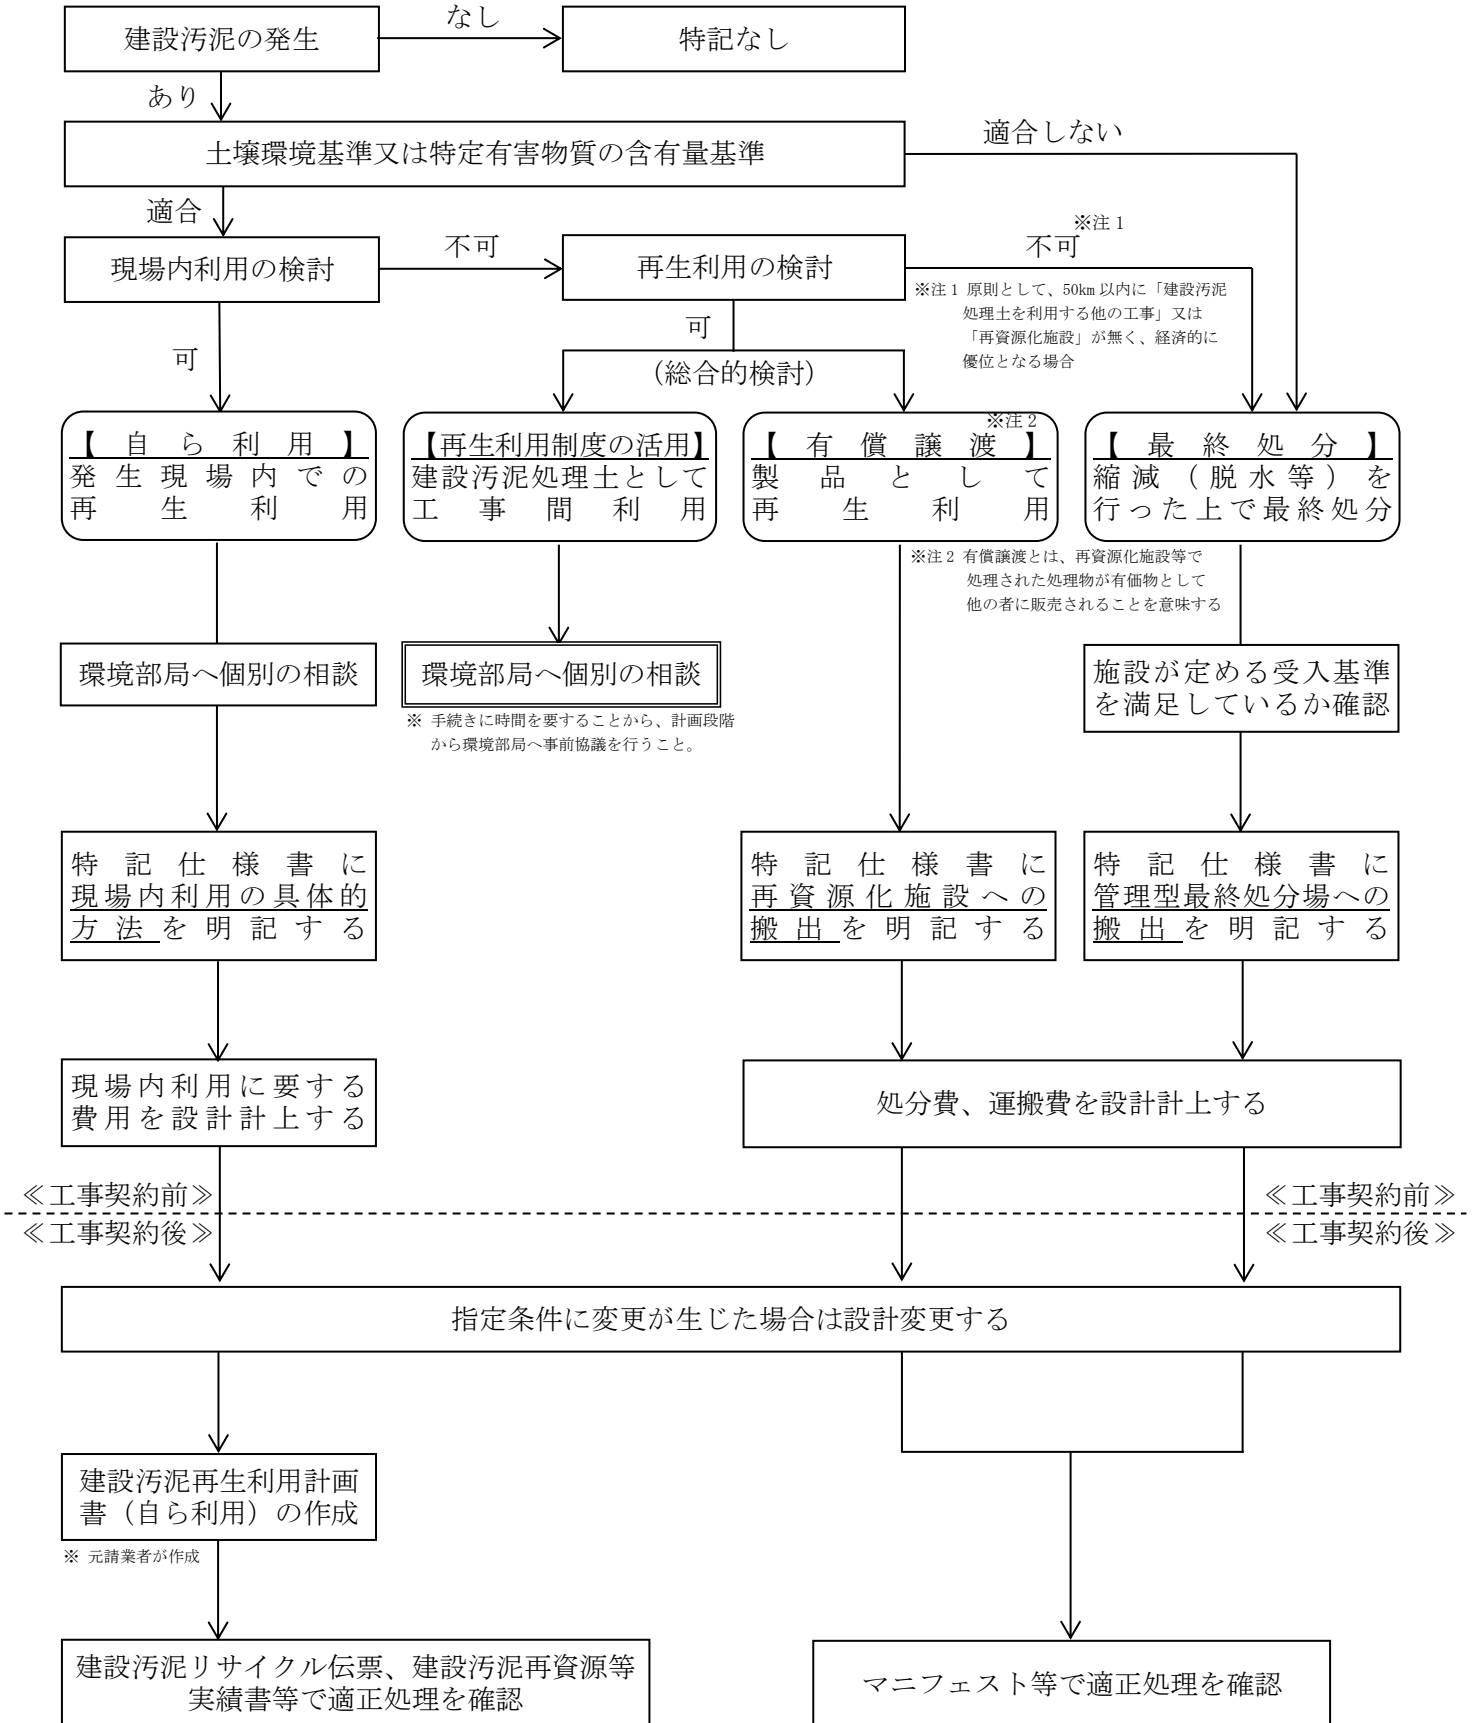 建設汚泥の発生
なし
特記なし
あり
土壌環境基準又は特定有害物質の含有量基準
適合しない
適合
現場内利用の検討
不可
再生利用の検討
※注1
不可
※注1 原則として、50km以内に「建設汚泥
処理土を利用する他の工事」又は
「再資源化施設」が無く、経済的に
優位となる場合
可
可
(総合的検討)
【自ら利用】
発生現場内での
再生利用
【再生利用制度の活用】
建設汚泥処理土として
工事間利用
※注2
【有償譲渡】
製品として
再生利用
【最終処分】
縮減（脱水等）を
行った上で最終処分
※注2 有償譲渡とは、再資源化施設等で
処理された処理物が有価物として
他の者に販売されることを意味する
環境部局へ個別の相談
環境部局へ個別の相談
※ 手続きに時間を要することから、計画段階
から環境部局へ事前協議を行うこと。
施設が定める受入基準
を満足しているか確認
特記仕様書に
現場内利用の具体的
方法を明記する
特記仕様書に
再資源化施設への
搬出を明記する
特記仕様書に
管理型最終処分場への
搬出を明記する
現場内利用に要する
費用を設計計上する
処分費、運搬費を設計計上する
≪工事契約前≫
≪工事契約前≫
≪工事契約後≫
≪工事契約後≫
指定条件に変更が生じた場合は設計変更する
建設汚泥再生利用計画
書（自ら利用）の作成
※ 元請業者が作成
建設汚泥リサイクル伝票、建設汚泥再資源等
実績書等で適正処理を確認
マニフェスト等で適正処理を確認